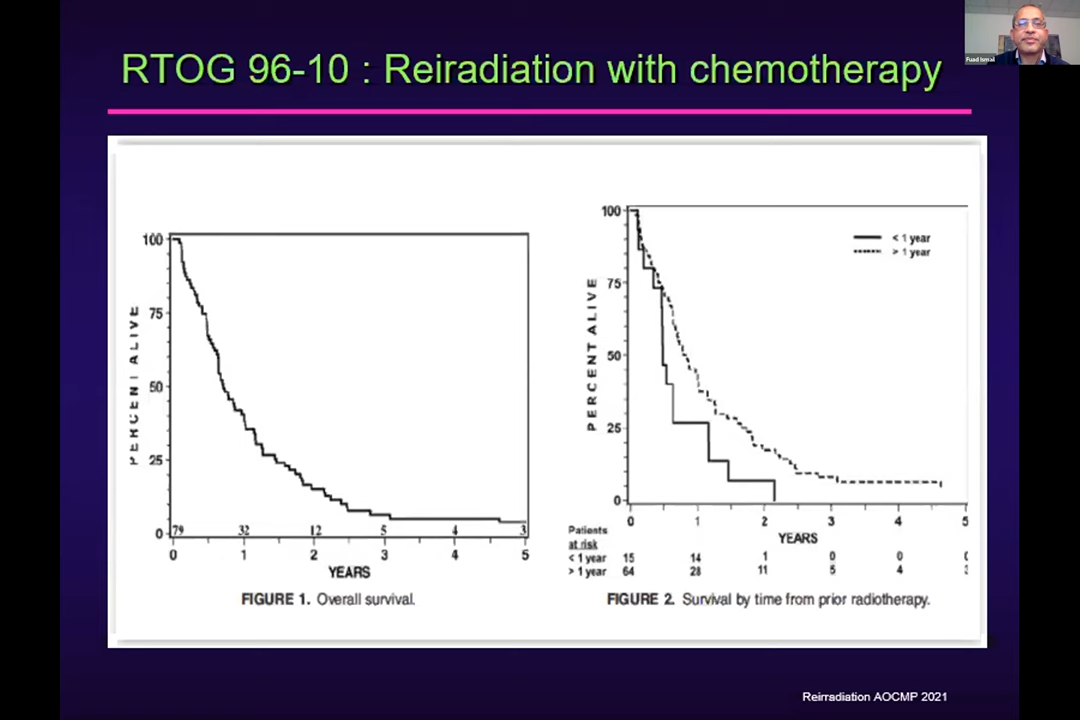 RTOG 96-10 : Reiradiation with chemotherapy
Fuad Ismail
PERCENT ALIVE
100
75
50
25
0
79 32 12 5 4 3
0 1 2 3 4 5
YEARS
FIGURE 1. Overall survival.
PERCENT ALIVE
100
75
50
25
0
< 1 year
> 1 year
0 1 2 3 4 5
YEARS
Patients
at risk
< 1 year 15 14 1 0 0
> 1 year 64 28 11 5 4
FIGURE 2. Survival by time from prior radiotherapy.
Reirradiation AOCMP 2021